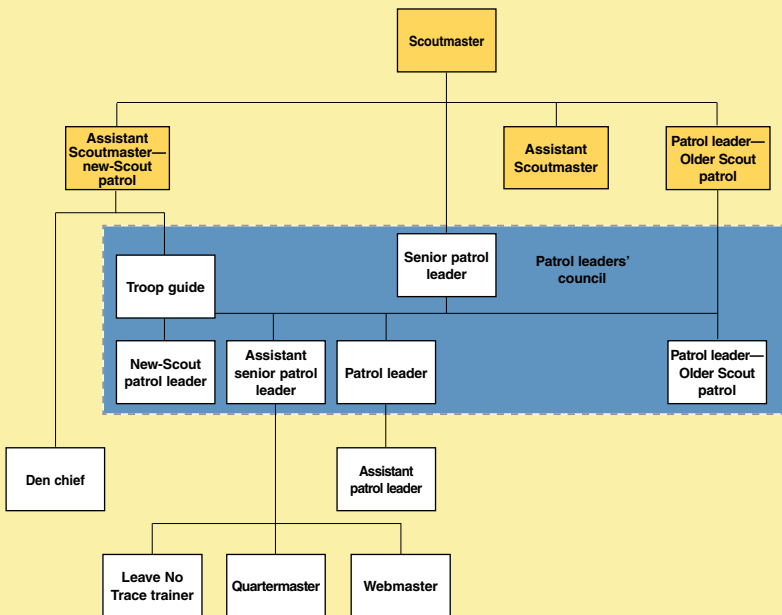 Scoutmaster
Assistant
Scoutmaster—
new-Scout
patrol
Assistant
Scoutmaster
Patrol leader—
Older Scout
patrol
Senior patrol
leader
Patrol leaders'
council
Troop guide
New-Scout
patrol leader
Assistant
senior patrol
leader
Patrol leader
Patrol leader—
Older Scout
patrol
Den chief
Assistant
patrol leader
Leave No
Trace trainer
Quartermaster
Webmaster